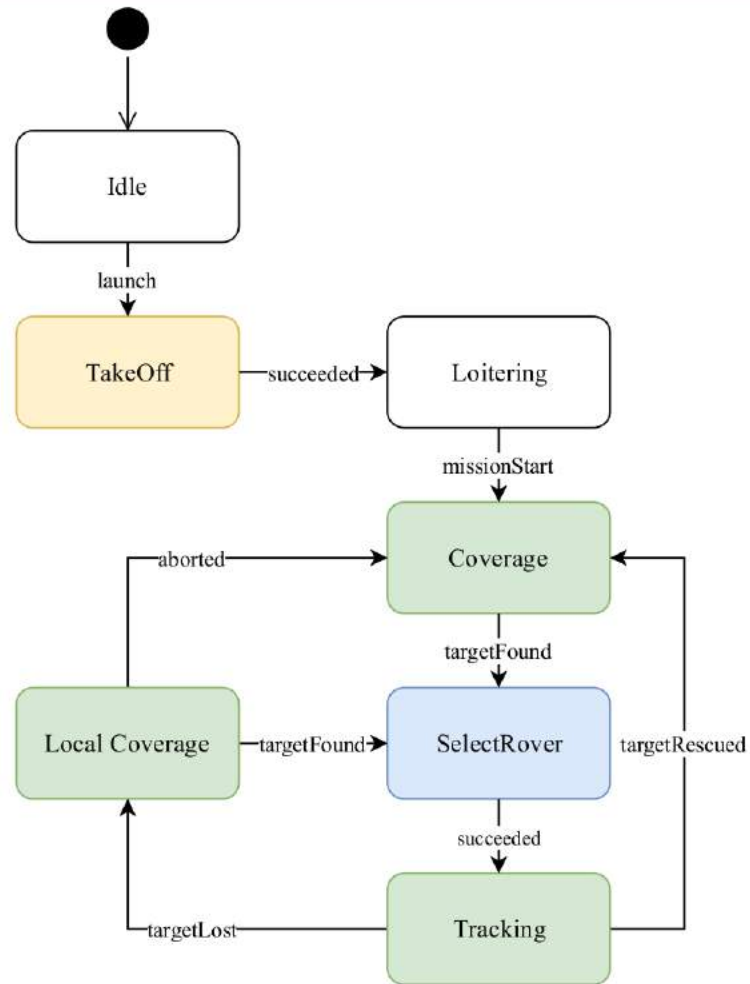 Idle
launch
TakeOff
succeeded
Loitering
missionStart
aborted
Coverage
targetFound
Local Coverage
targetFound
SelectRover
targetRescued
succeeded
targetLost
Tracking